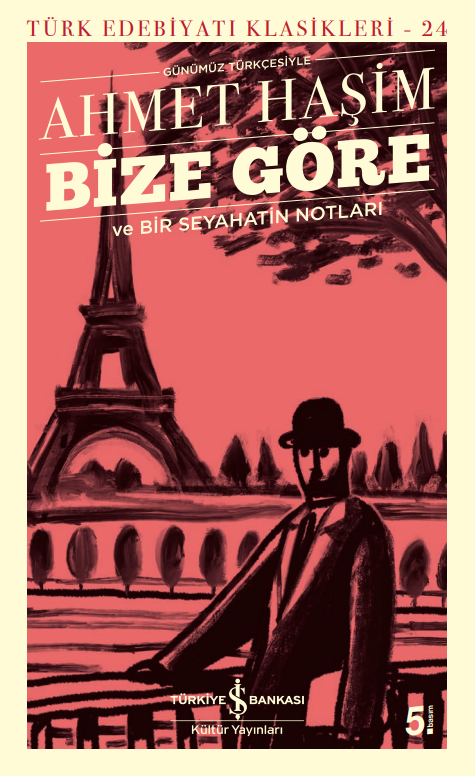 TÜRK EDEBİYATI KLASİKLERİ - 24
GÜNÜMÜZ TÜRKÇESİYLE
AHMET HAŞİM
BİZE GÖRE
ve BİR SEYAHATİN NOTLARI
TÜRKİYE İŞ BANKASI
Kültür Yayınları
5. basım